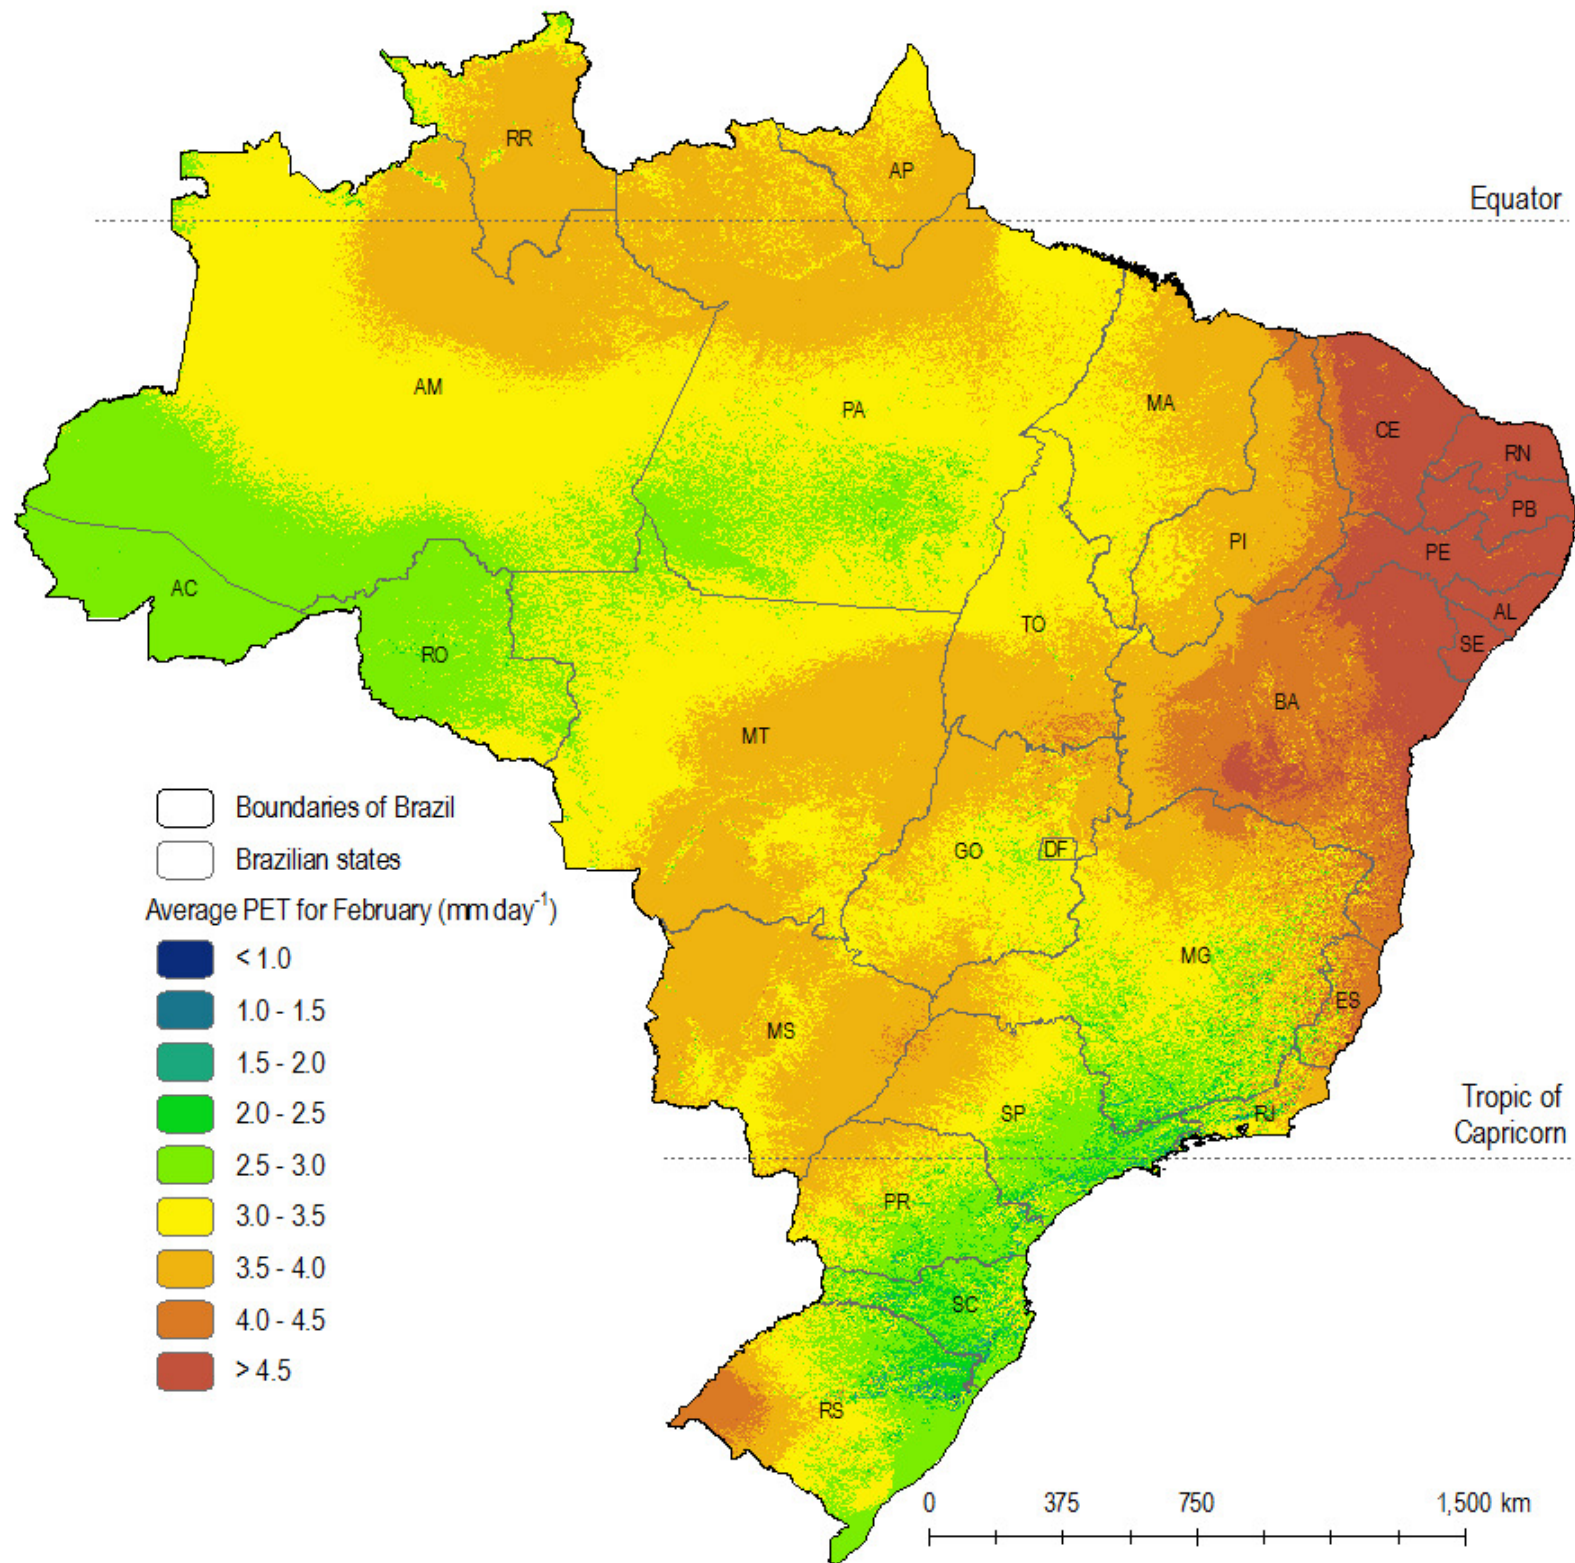 RR
AP
Equator
AM
PA
MA
CE
RN
PB
PI
PE
AC
AL
TO
SE
RO
BA
MT
Boundaries of Brazil
Brazilian states
GO
DF
Average PET for February (mm day-1)
< 1.0
MG
1.0 - 1.5
ES
MS
1.5 - 2.0
2.0 - 2.5
SP
RJ
Tropic of
Capricorn
2.5 - 3.0
PR
3.0 - 3.5
3.5 - 4.0
SC
4.0 - 4.5
> 4.5
RS
0 375 750 1,500 km